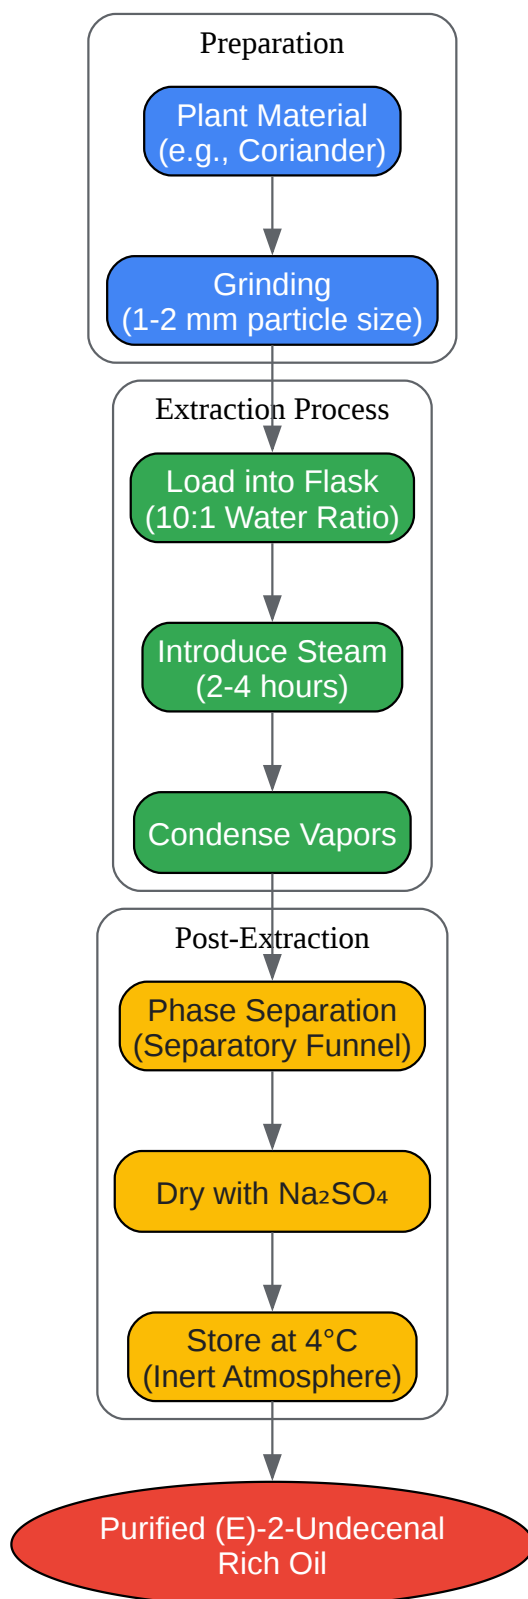 Preparation
Plant Material
(e.g., Coriander)
Grinding
(1-2 mm particle size)
Extraction Process
Load into Flask
(10:1 Water Ratio)
Introduce Steam
(2-4 hours)
Condense Vapors
Post-Extraction
Phase Separation
(Separatory Funnel)
Dry with Na₂SO₄
Store at 4°C
(Inert Atmosphere)
Purified (E)-2-Undecenal
Rich Oil